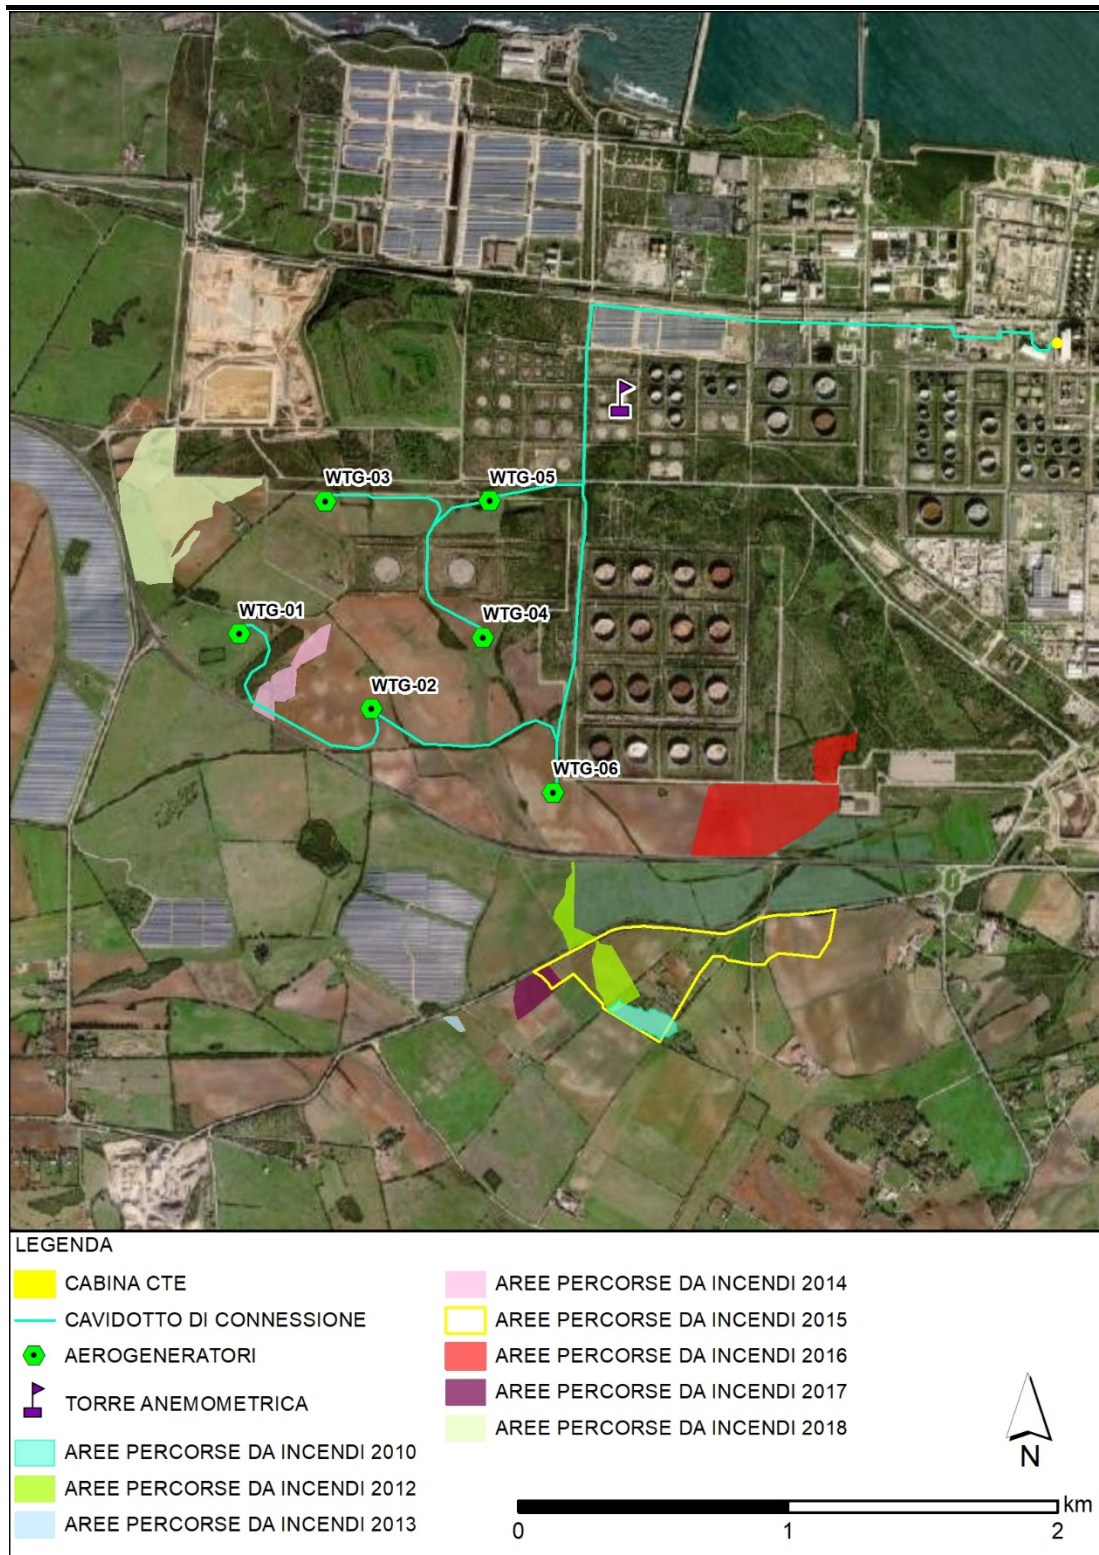 WTG-03
WTG-05
WTG-01
WTG-04
WTG-02
WTG-06
LEGENDA
CABINA CTE
CAVIDOTTO DI CONNESSIONE
AEROGENERATORI
TORRE ANEMOMETRICA
AREE PERCORSE DA INCENDI 2010
AREE PERCORSE DA INCENDI 2012
AREE PERCORSE DA INCENDI 2013
AREE PERCORSE DA INCENDI 2014
AREE PERCORSE DA INCENDI 2015
AREE PERCORSE DA INCENDI 2016
AREE PERCORSE DA INCENDI 2017
AREE PERCORSE DA INCENDI 2018
N
km
0 1 2